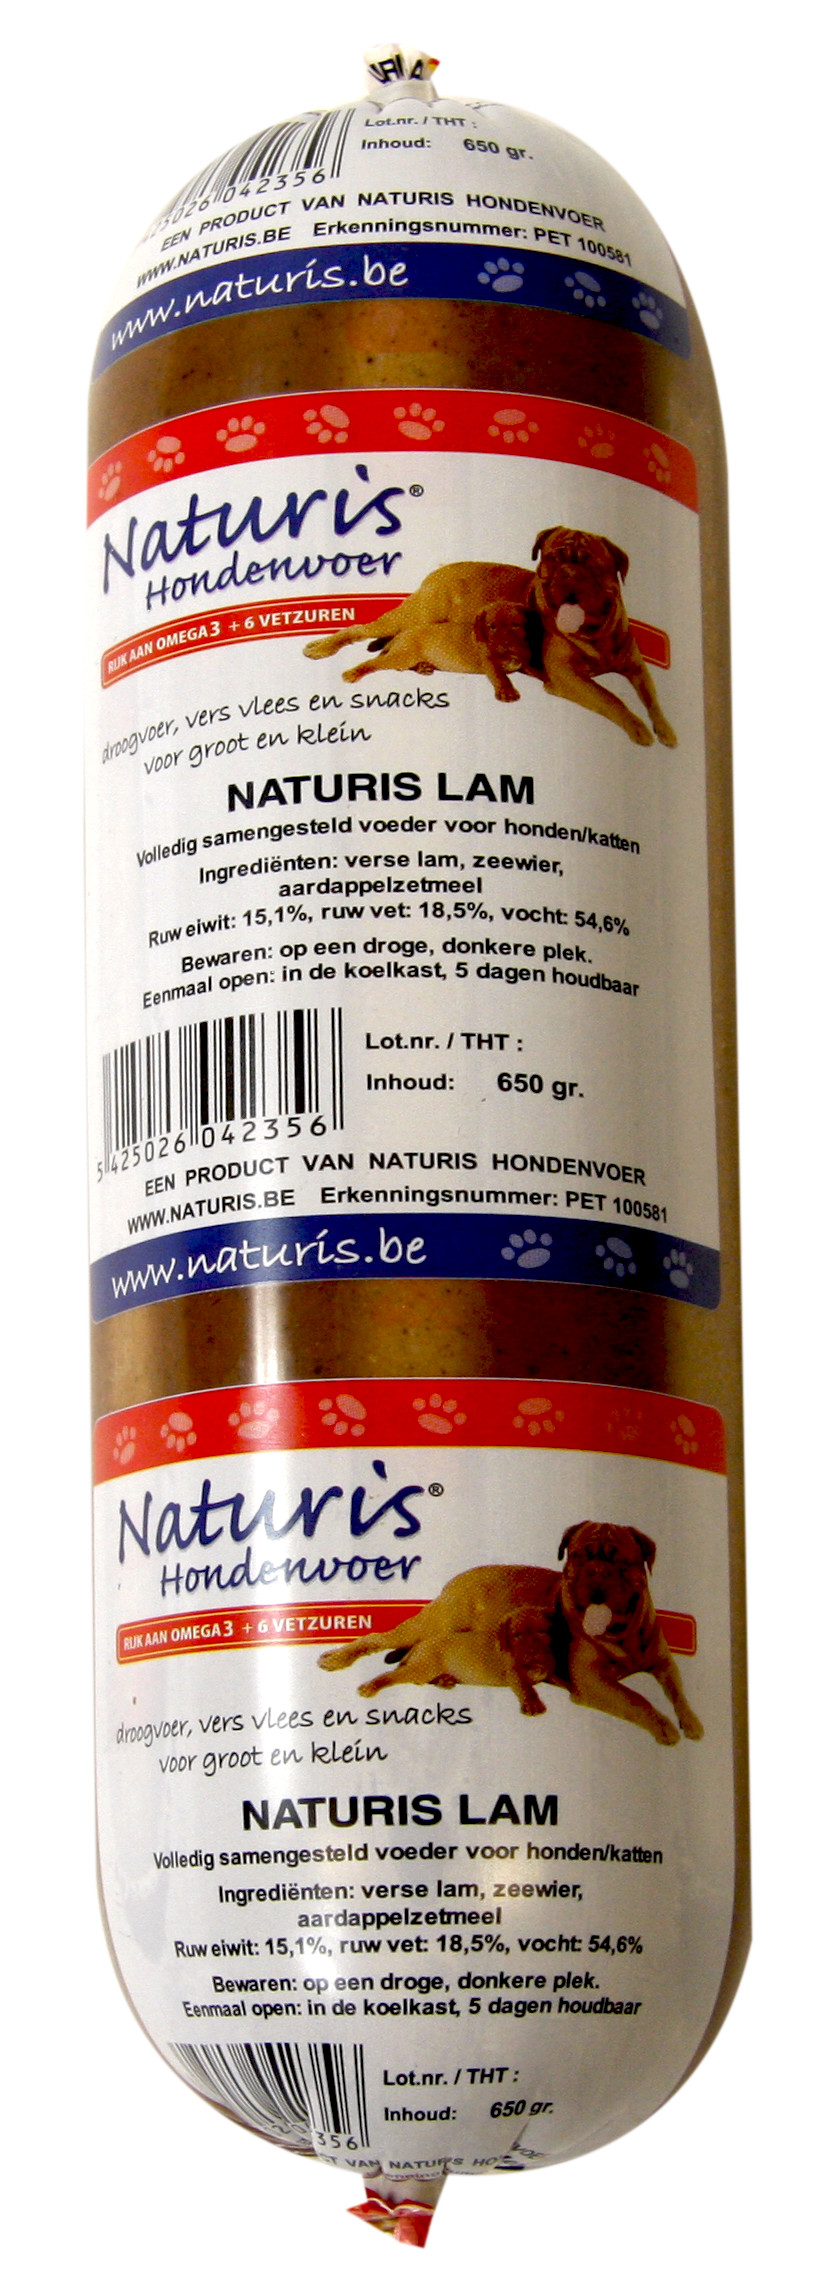 Lot.nr. / THT :
Inhoud: 650 gr.
026 042356
EEN PRODUCT VAN NATURIS HONDENVOER
WWW.NATURIS.BE Erkenningsnummer: PET 100581
www.naturis.be
Naturis®
Hondenvoer
RIJK AAN OMEGA 3 + 6 VETZUREN
droogvoer, vers vlees en snacks
voor groot en klein
NATURIS LAM
Volledig samengesteld voeder voor honden/katten
Ingrediënten: verse lam, zeewier,
aardappelzetmeel
Ruw eiwit: 15,1%, ruw vet: 18,5%, vocht: 54,6%
Bewaren: op een droge, donkere plek.
Eenmaal open: in de koelkast, 5 dagen houdbaar
Lot.nr. / THT :
Inhoud: 650 gr.
5 425026 042356
EEN PRODUCT VAN NATURIS HONDENVOER
WWW.NATURIS.BE Erkenningsnummer: PET 100581
www.naturis.be
Naturis®
Hondenvoer
RIJK AAN OMEGA 3 + 6 VETZUREN
droogvoer, vers vlees en snacks
voor groot en klein
NATURIS LAM
Volledig samengesteld voeder voor honden/katten
Ingrediënten: verse lam, zeewier,
aardappelzetmeel
Ruw eiwit: 15,1%, ruw vet: 18,5%, vocht: 54,6%
Bewaren: op een droge, donkere plek.
Eenmaal open: in de koelkast, 5 dagen houdbaar
Lot.nr. / THT :
Inhoud: 650 gr.
356
VAN NATURIS